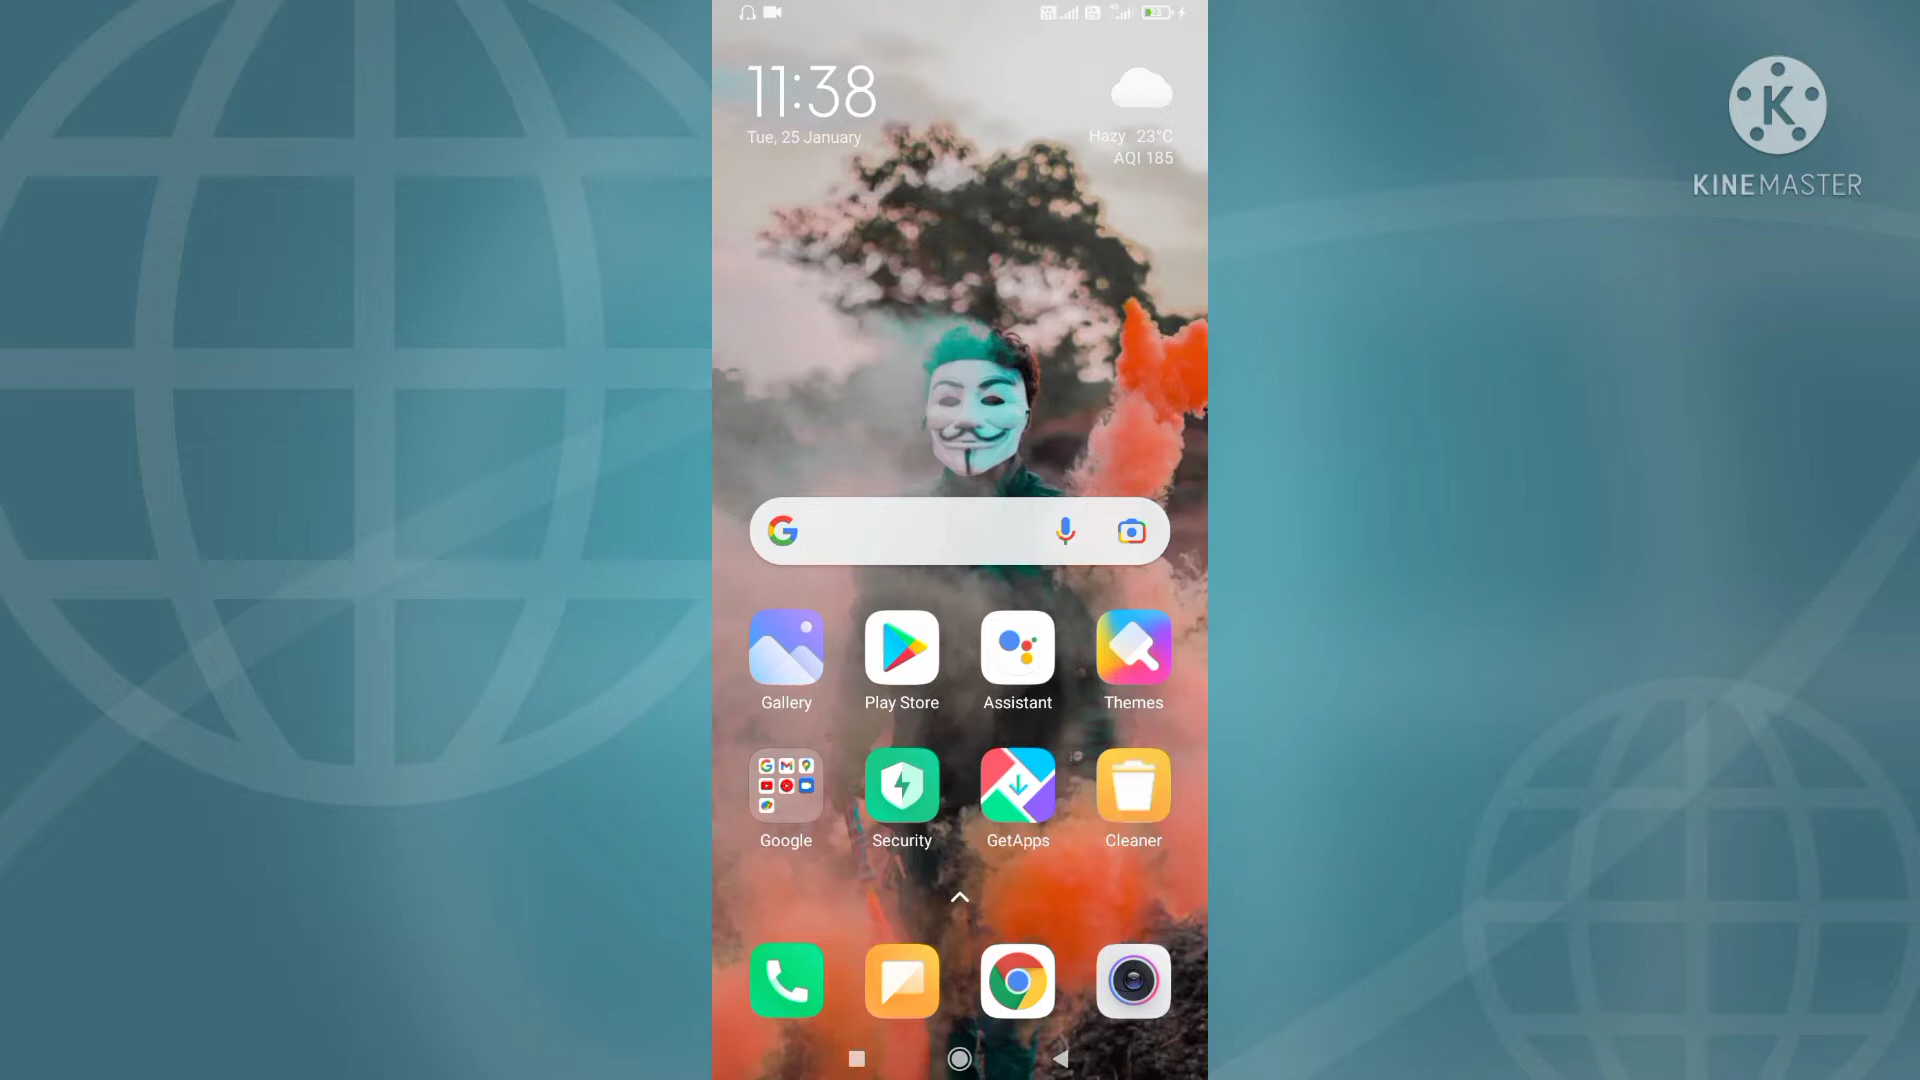 11:38
Tue, 25 January
Hazy 23°C
AQI 185
K
KINEMASTER
Gallery
Play Store
Assistant
Themes
Google
Security
GetApps
Cleaner